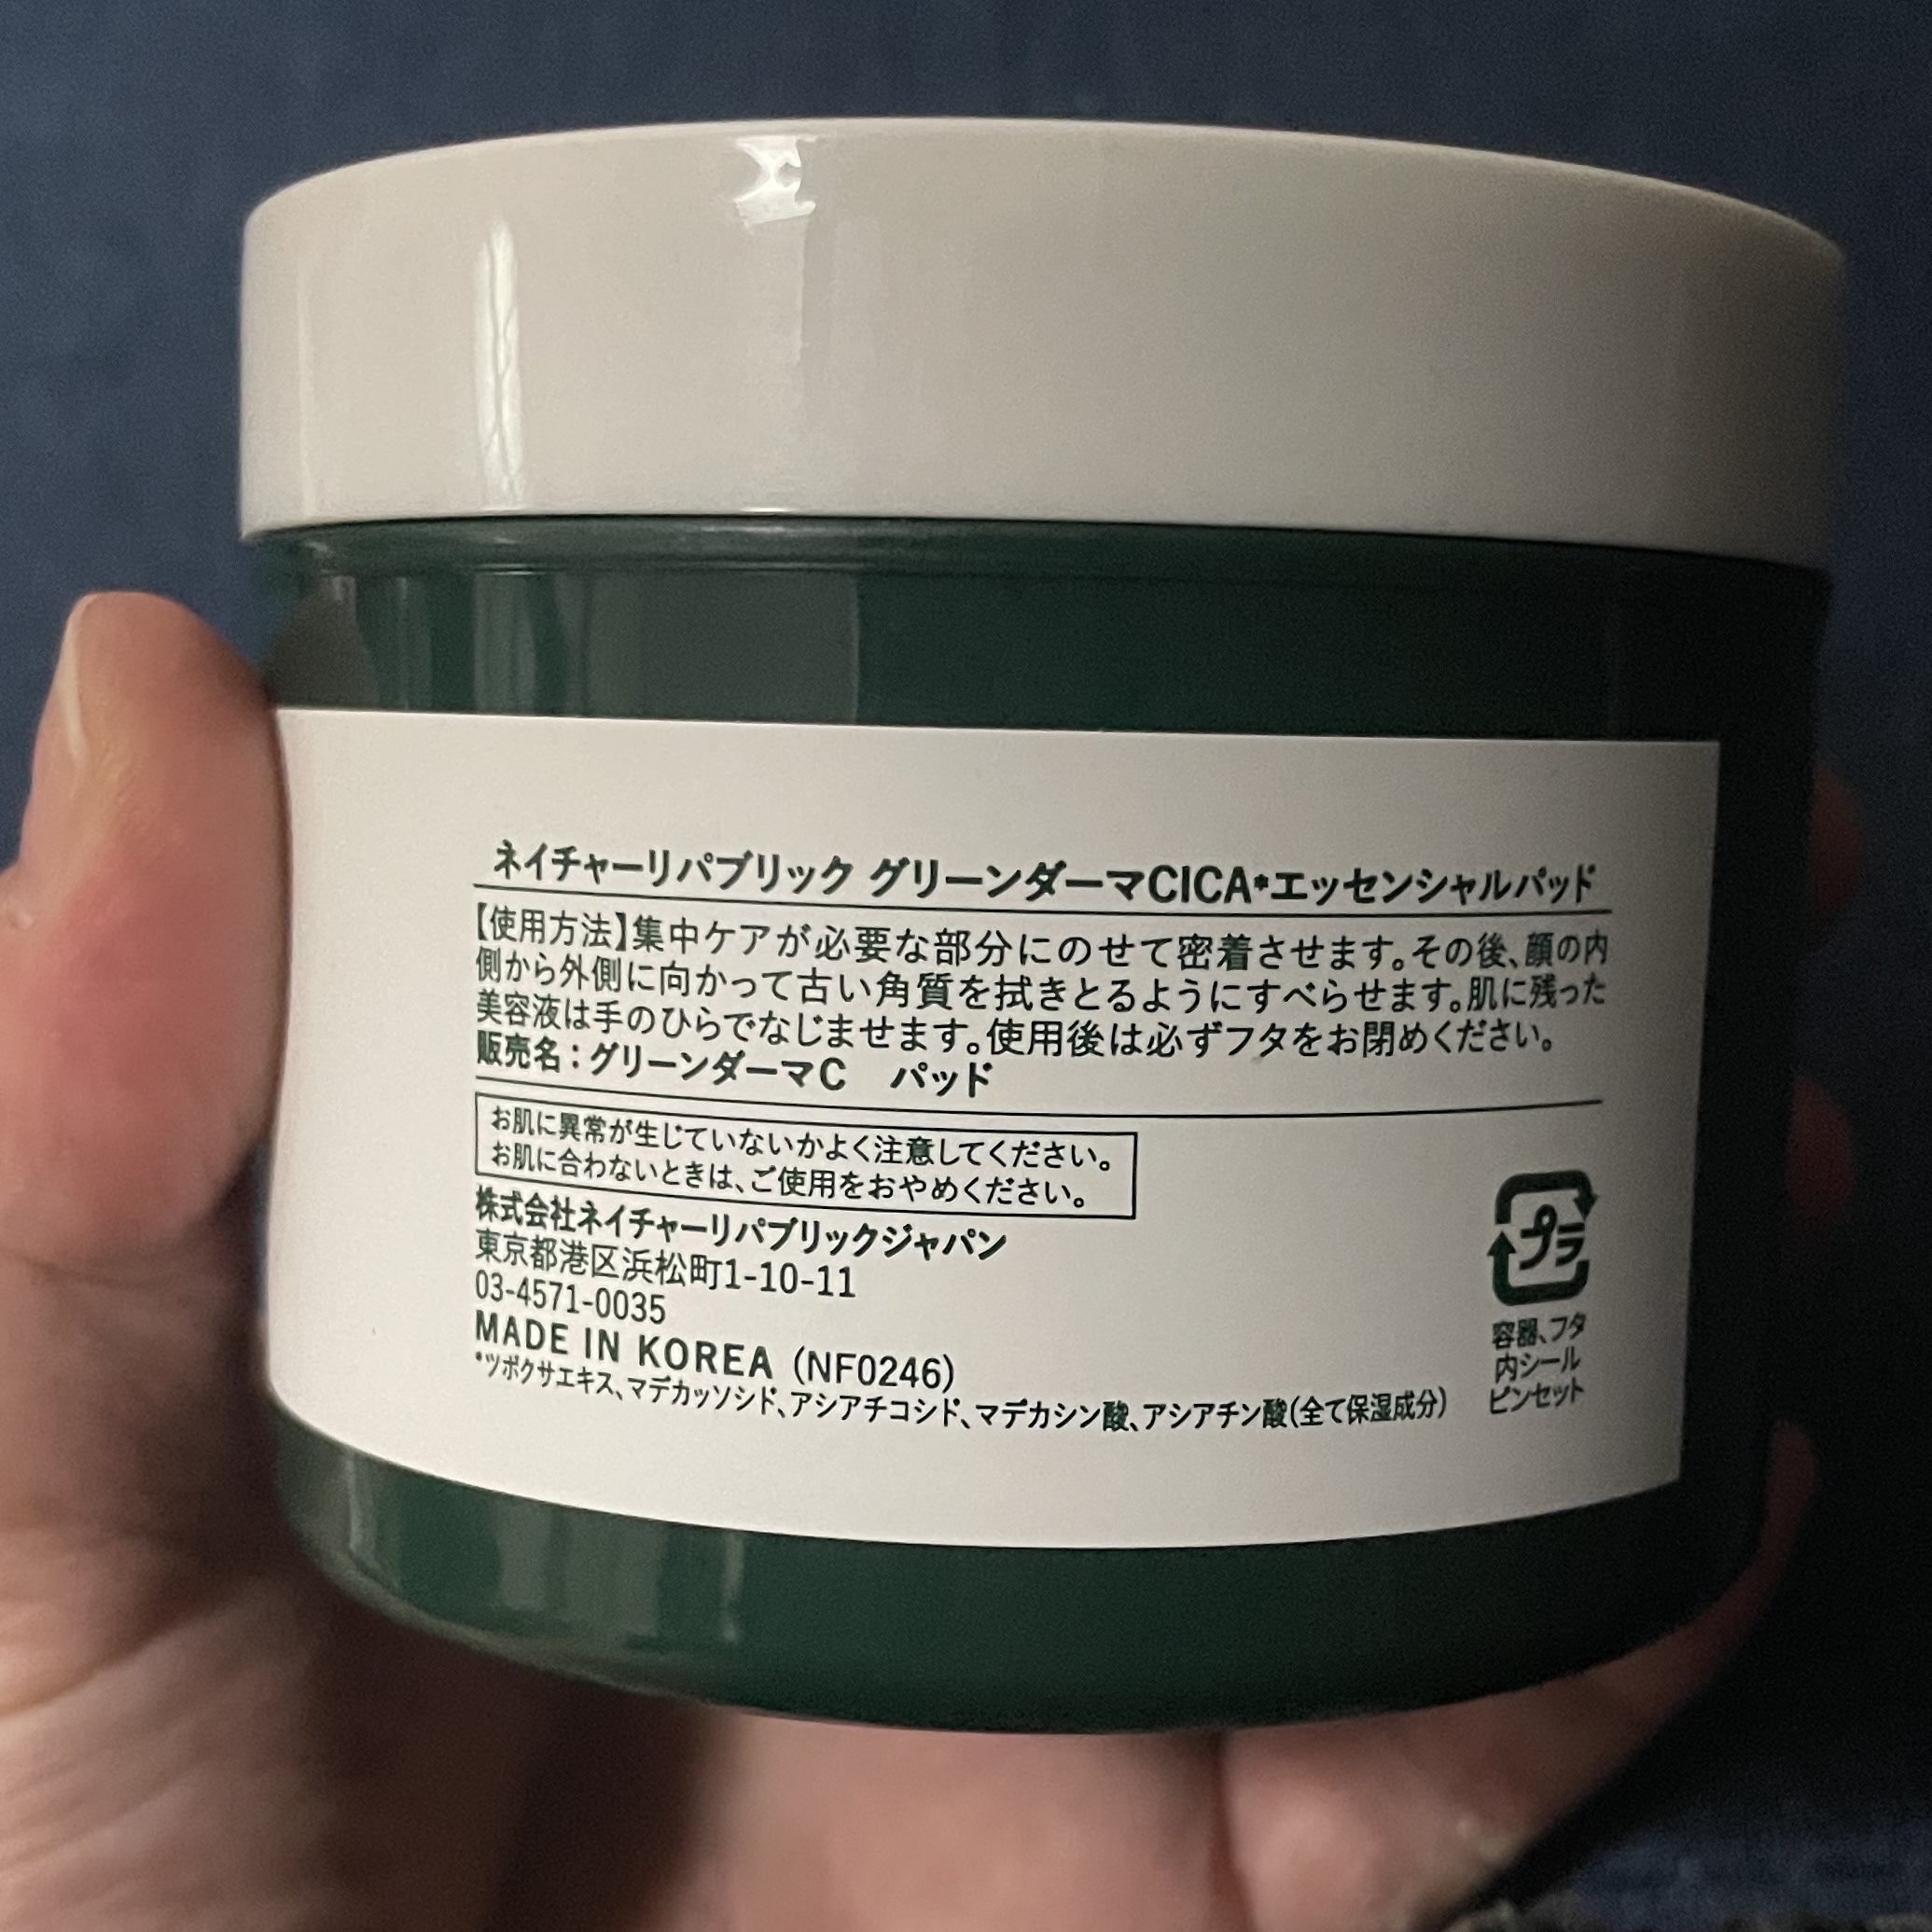 ネイチャーリパブリック グリーンダーマCICA*エッセンシャルパッド
【使用方法】集中ケアが必要な部分にのせて密着させます。その後、顔の内
側から外側に向かって古い角質を拭きとるようにすべらせます。肌に残った
美容液は手のひらでなじませます。使用後は必ずフタをお閉めください。
販売名：グリーンダーマC　パッド
お肌に異常が生じていないかよく注意してください。
お肌に合わないときは、ご使用をおやめください。
株式会社ネイチャーリパブリックジャパン
東京都港区浜松町1-10-11
03-4571-0035
MADE IN KOREA (NF0246)
*ツボクサエキス、マデカッソシド、アシアチコシド、マデカシン酸、アシアチン酸(全て保湿成分)
プラ
容器、フタ
内シール
ピンセット